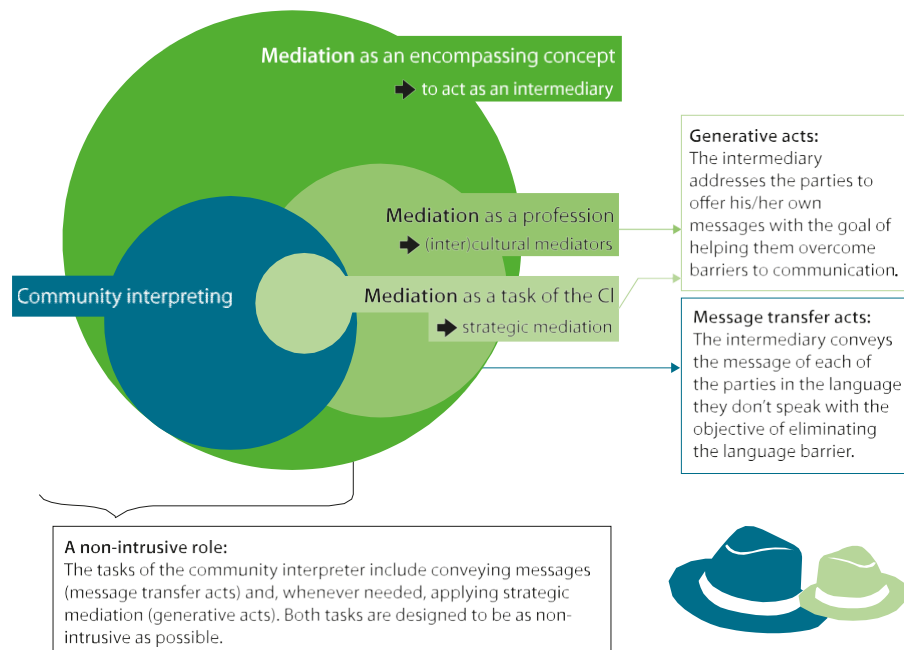 Mediation as an encompassing concept
to act as an intermediary
Mediation as a profession
(inter)cultural mediators
Community interpreting
Mediation as a task of the CI
strategic mediation
Generative acts:
The intermediary
addresses the parties to
offer his/her own
messages with the goal of
helping them overcome
barriers to communication.
Message transfer acts:
The intermediary conveys
the message of each of
the parties in the language
they don’t speak with the
objective of eliminating
the language barrier.
A non-intrusive role:
The tasks of the community interpreter include conveying messages
(message transfer acts) and, whenever needed, applying strategic
mediation (generative acts). Both tasks are designed to be as non-
intrusive as possible.